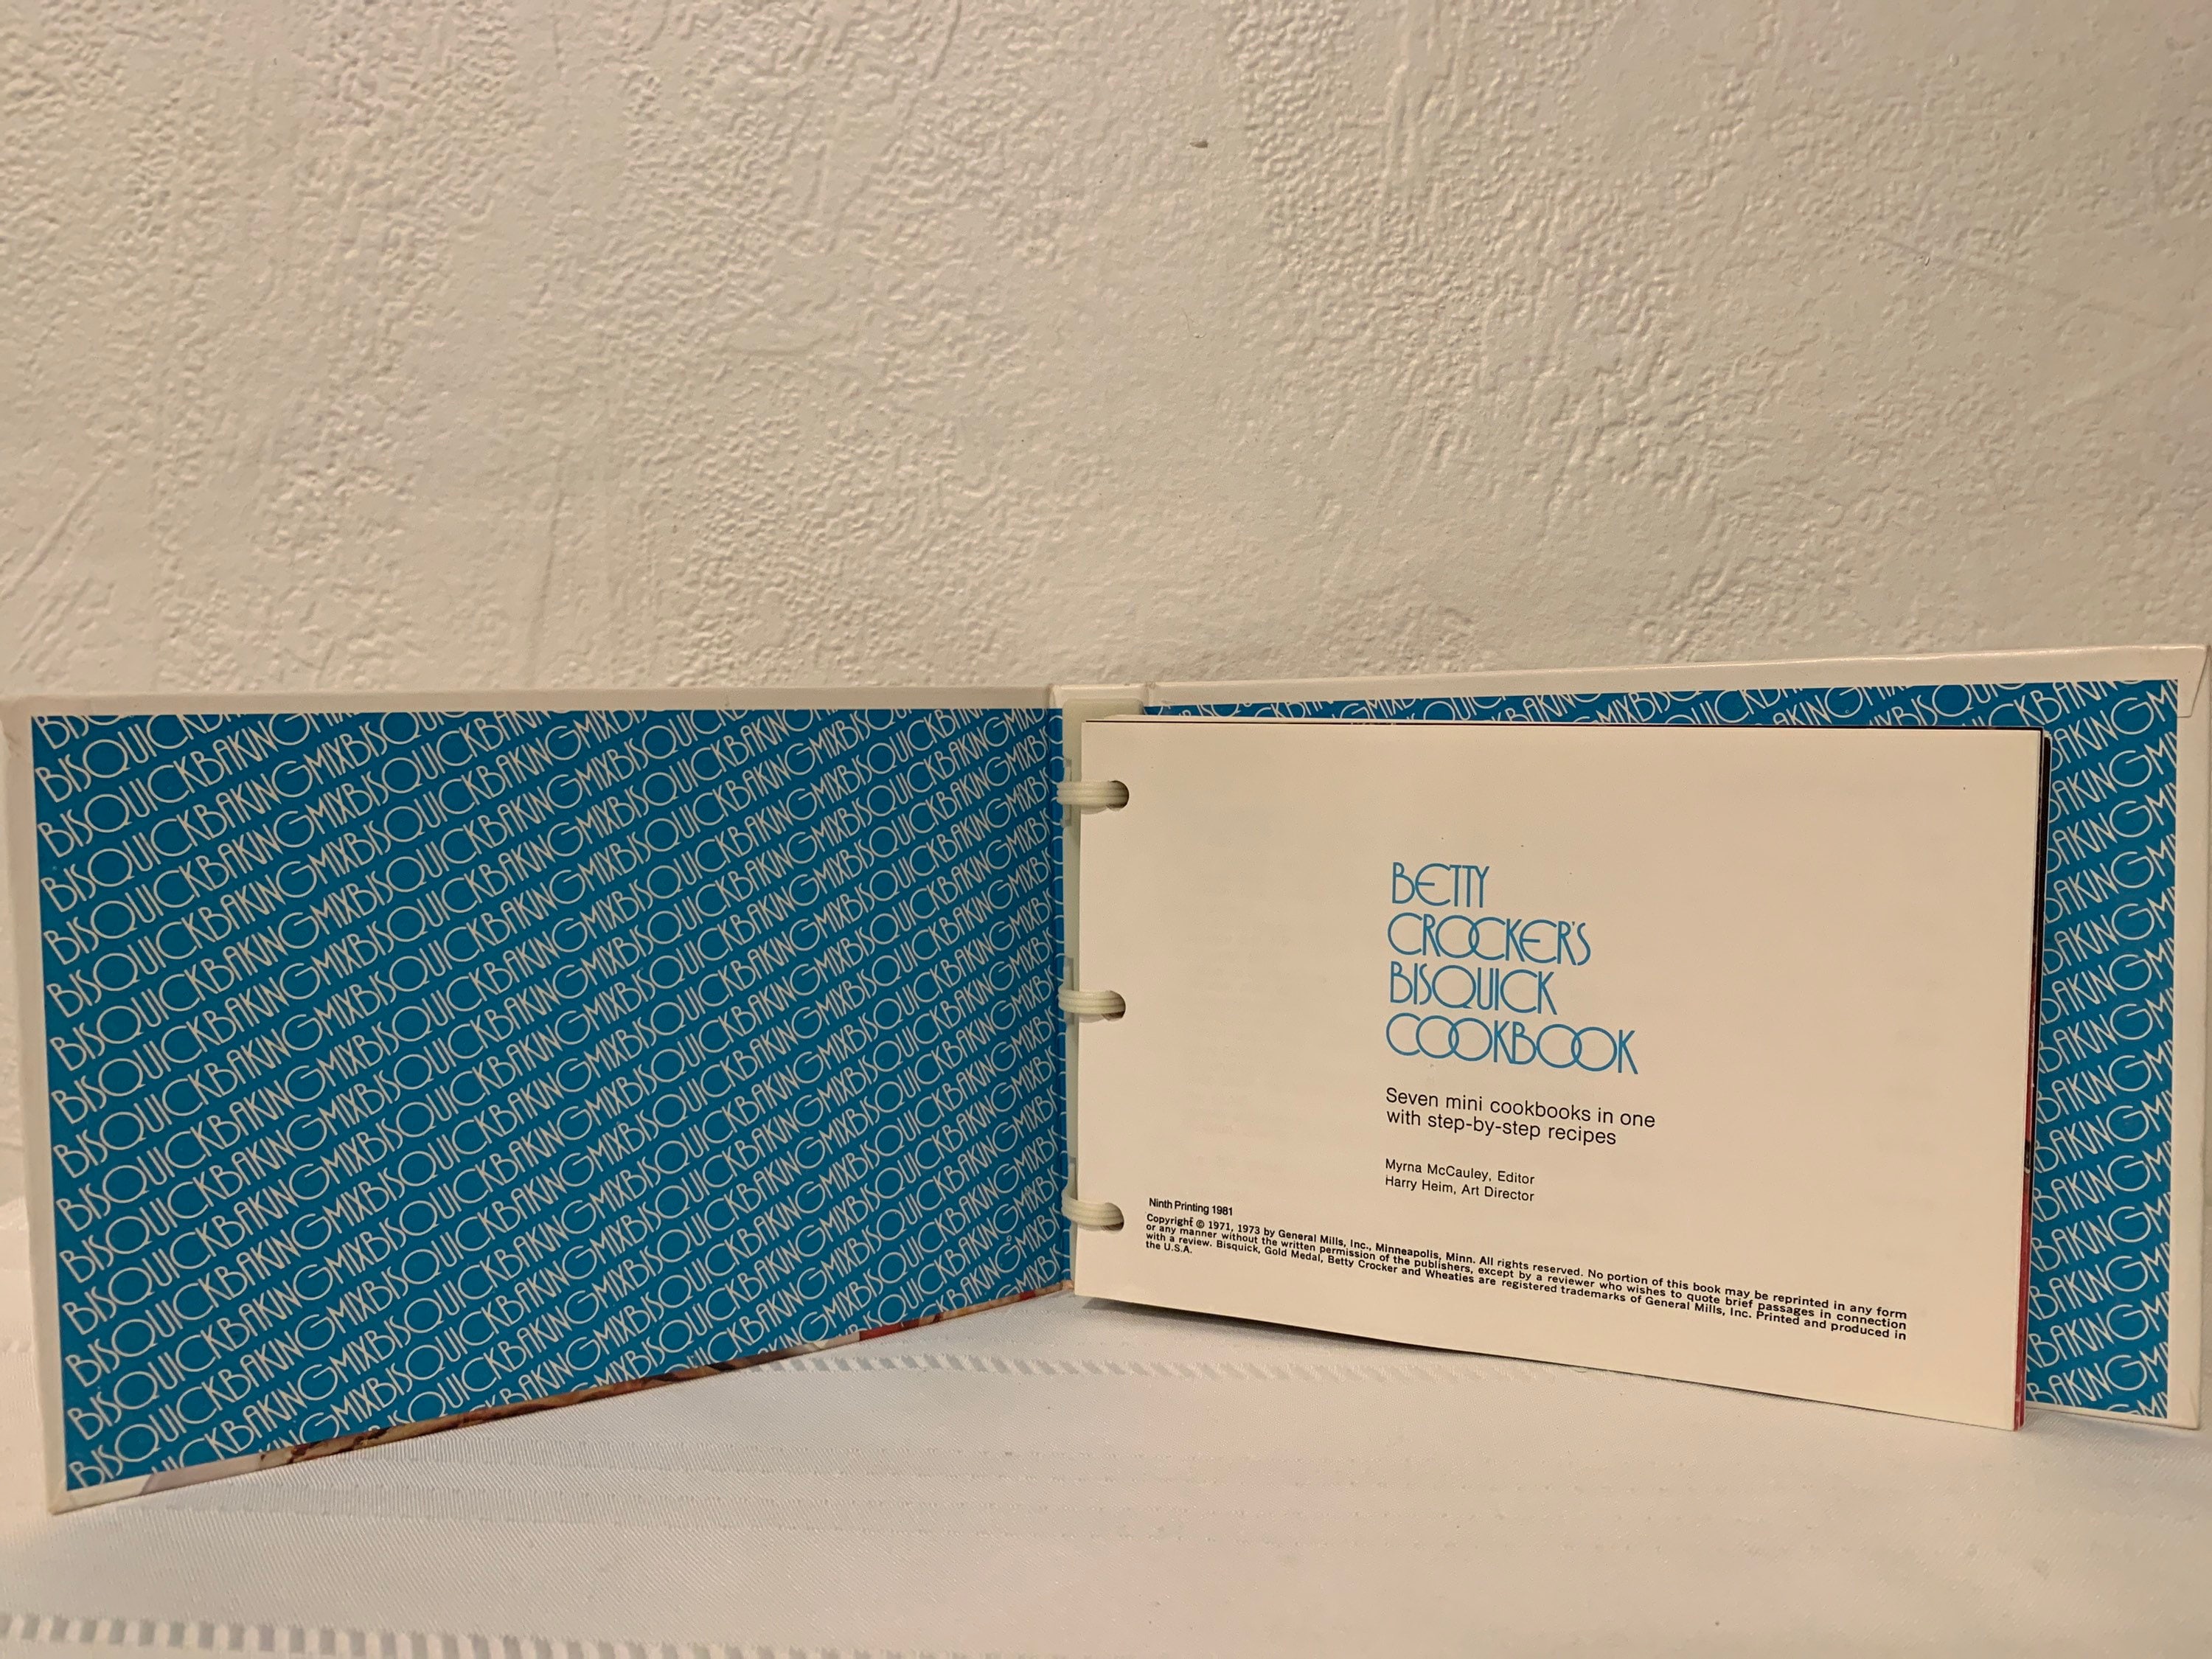 BISQUICKBAKINGMIXBISQUICKBAKINGMIXBISQUICKBAKINGMIX
BETTY
CROCKER'S
BISQUICK
COOKBOOK
Seven mini cookbooks in one
with step-by-step recipes
Myrna McCauley, Editor
Harry Heim, Art Director
Ninth Printing 1981
Copyright © 1971, 1973 by General Mills, Inc., Minneapolis, Minn. All rights reserved. No portion of this book may be reprinted in any form
or any manner without the written permission of the publishers, except by a reviewer who wishes to quote brief passages in connection
with a review. Bisquick, Gold Medal, Betty Crocker and Wheaties are registered trademarks of General Mills, Inc. Printed and produced in
the U.S.A.